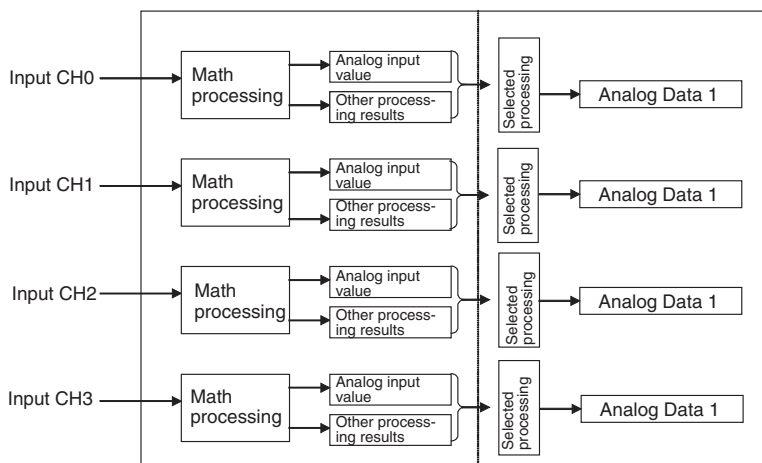 Input CH0
Math
processing
Analog input
value
Other process-
ing results
Selected
processing
Analog Data 1
Input CH1
Math
processing
Analog input
value
Other process-
ing results
Selected
processing
Analog Data 1
Input CH2
Math
processing
Analog input
value
Other process-
ing results
Selected
processing
Analog Data 1
Input CH3
Math
processing
Analog input
value
Other process-
ing results
Selected
processing
Analog Data 1